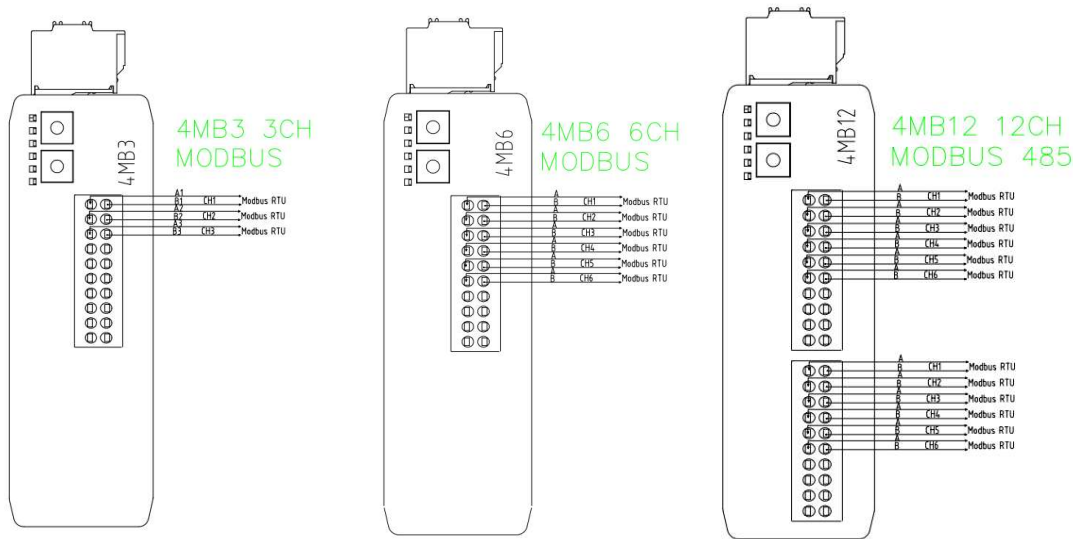 4MB3
4MB3 3CH
MODBUS
A1
B1 CH1 Modbus RTU
A2
B2 CH2 Modbus RTU
A3
B3 CH3 Modbus RTU
4MB6
4MB6 6CH
MODBUS
A
B CH1 Modbus RTU
A
B CH2 Modbus RTU
A
B CH3 Modbus RTU
A
B CH4 Modbus RTU
A
B CH5 Modbus RTU
A
B CH6 Modbus RTU
4MB12
4MB12 12CH
MODBUS 485
A
B CH1 Modbus RTU
A
B CH2 Modbus RTU
A
B CH3 Modbus RTU
A
B CH4 Modbus RTU
A
B CH5 Modbus RTU
A
B CH6 Modbus RTU
A
B CH1 Modbus RTU
A
B CH2 Modbus RTU
A
B CH3 Modbus RTU
A
B CH4 Modbus RTU
A
B CH5 Modbus RTU
A
B CH6 Modbus RTU